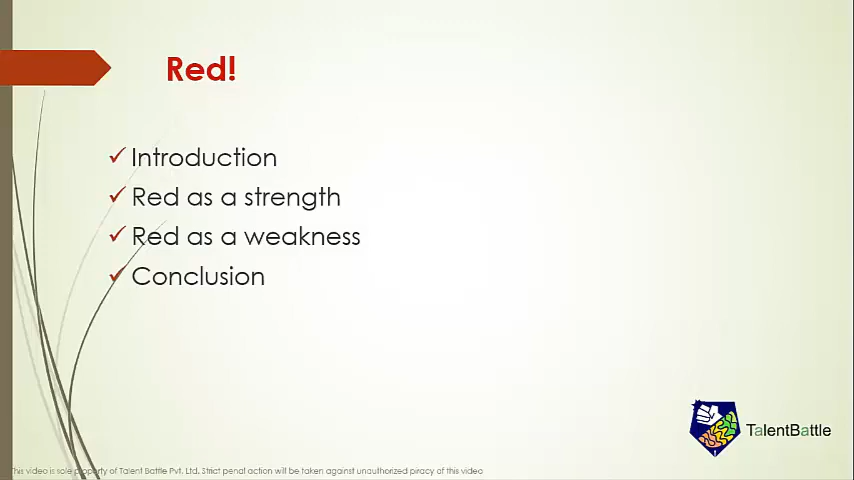 Red!
Introduction
Red as a strength
Red as a weakness
Conclusion
TalentBattle
This video is sole property of Talent Battle Pvt. Ltd. Strict penal action will be taken against unauthorized piracy of this video